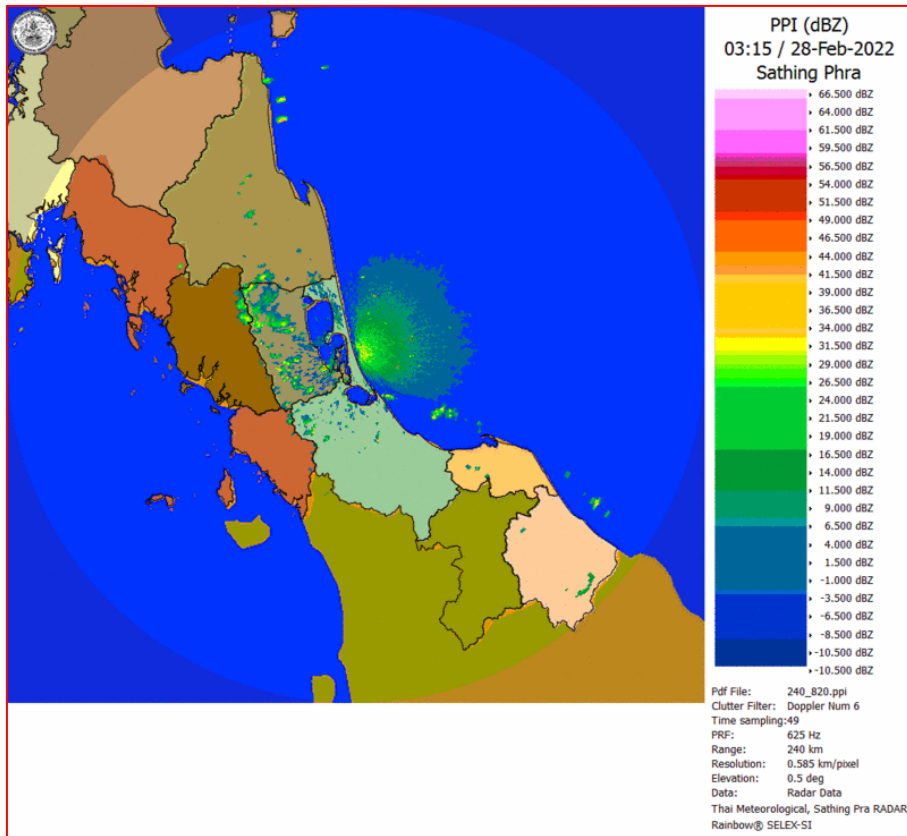 PPI (dBZ)
03:15 / 28-Feb-2022
Sathing Phra
66.500 dBZ
64.000 dBZ
61.500 dBZ
59.500 dBZ
56.500 dBZ
54.000 dBZ
51.500 dBZ
49.000 dBZ
46.500 dBZ
44.000 dBZ
41.500 dBZ
39.000 dBZ
36.500 dBZ
34.000 dBZ
31.500 dBZ
29.000 dBZ
26.500 dBZ
24.000 dBZ
21.500 dBZ
19.000 dBZ
16.500 dBZ
14.000 dBZ
11.500 dBZ
9.000 dBZ
6.500 dBZ
4.000 dBZ
1.500 dBZ
-1.000 dBZ
-3.500 dBZ
-6.500 dBZ
-8.500 dBZ
-10.500 dBZ
-10.500 dBZ
Pdf File: 240_820.ppi
Clutter Filter: Doppler Num 6
Time sampling:49
PRF: 625 Hz
Range: 240 km
Resolution: 0.585 km/pixel
Elevation: 0.5 deg
Data: Radar Data
Thai Meteorological, Sathing Pra RADAR
Rainbow® SELEX-SI